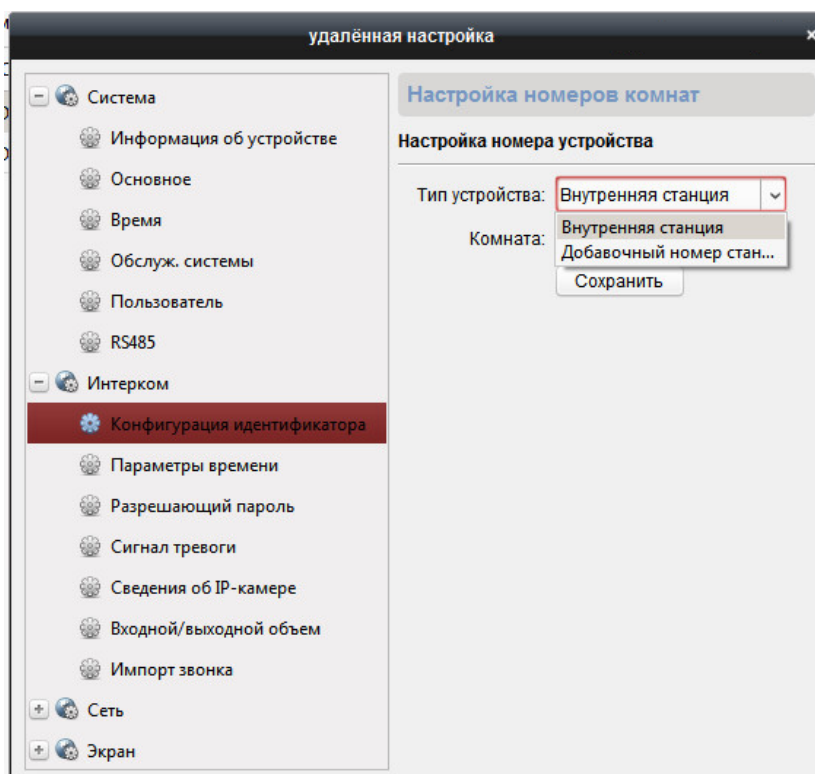 удалённая настройка
Система
Информация об устройстве
Основное
Время
Обслуж. системы
Пользователь
RS485
Интерком
Конфигурация идентификатора
Параметры времени
Разрешающий пароль
Сигнал тревоги
Сведения об IP-камере
Входной/выходной объем
Импорт звонка
Сеть
Экран
Настройка номеров комнат
Настройка номера устройства
Тип устройства: Внутренняя станция
Внутренняя станция
Комната:
Добавочный номер стан...
Сохранить